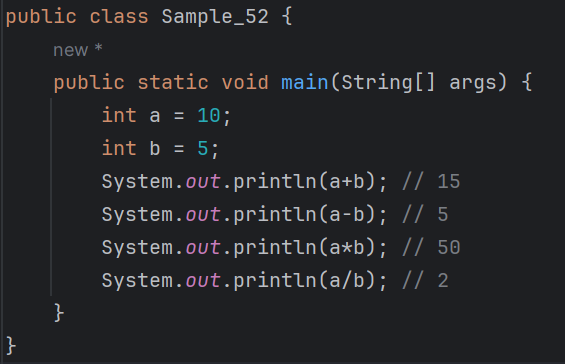 public class Sample_52 {
new *
public static void main(String[] args) {
int a = 10;
int b = 5;
System.out.println(a+b); // 15
System.out.println(a-b); // 5
System.out.println(a*b); // 50
System.out.println(a/b); // 2
}
}